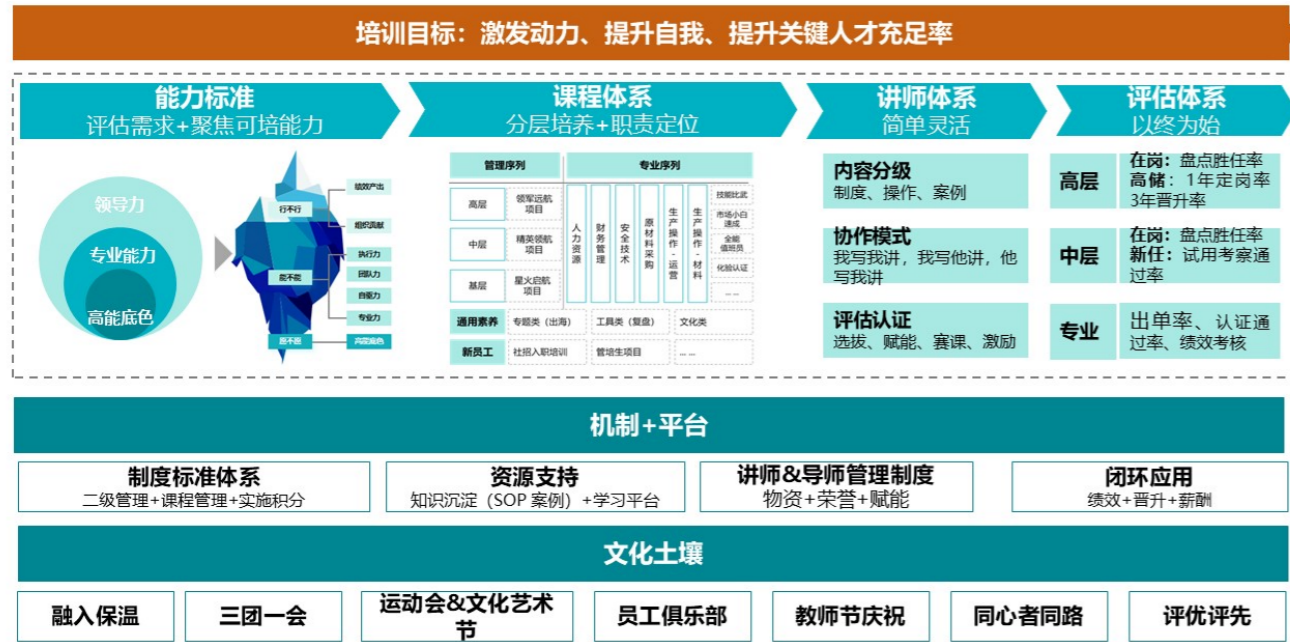 培训目标：激发动力、提升自我、提升关键人才充足率
能力标准
评估需求+聚焦可培能力
课程体系
分层培养+职责定位
讲师体系
简单灵活
评估体系
以终为始
领导力
专业能力
高能底色
行不行
能不能
愿不愿
绩效产出
组织贡献
执行力
团队力
自驱力
专业力
高能底色
管理序列
专业序列
高层
领军远航
项目
中层
精英领航
项目
基层
星火启航
项目
人力资源
财务管理
安全技术
原材料采购
生产操作-运营
生产操作-材料
技能比武
市场小白
速成
全能
值班员
化验认证
... ...
通用素养
专题类（出海）
工具类（复盘）
文化类
新员工
社招入职培训
管培生项目
... ...
内容分级
制度、操作、案例
协作模式
我写我讲，我写他讲，他
写我讲
评估认证
选拔、赋能、赛课、激励
高层
在岗：盘点胜任率
高储：1年定岗率
3年晋升率
中层
在岗：盘点胜任率
新任：试用考察通
过率
专业
出单率、认证通
过率、绩效考核
机制+平台
制度标准体系
二级管理+课程管理+实施积分
资源支持
知识沉淀（SOP 案例）+学习平台
讲师&导师管理制度
物资+荣誉+赋能
闭环应用
绩效+晋升+薪酬
文化土壤
融入保温
三团一会
运动会&文化艺术
节
员工俱乐部
教师节庆祝
同心者同路
评优评先